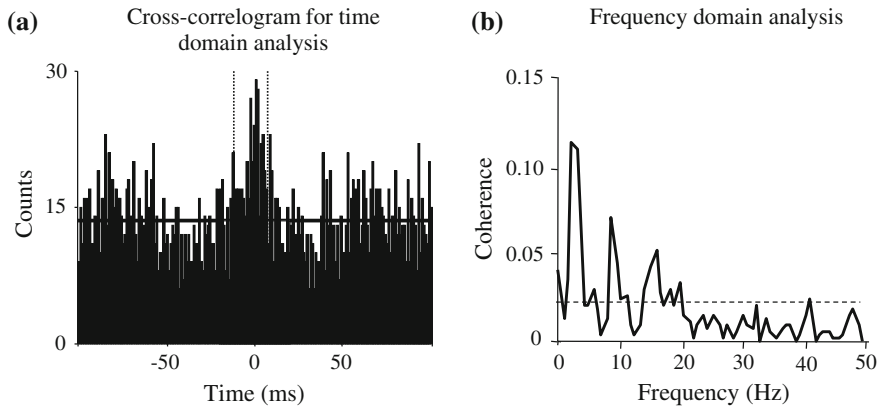 (a)
Cross-correlogram for time
domain analysis
Counts
30
15
0
-50
0
50
Time (ms)
(b)
Frequency domain analysis
Coherence
0.15
0.10
0.05
0
0
10
20
30
40
50
Frequency (Hz)